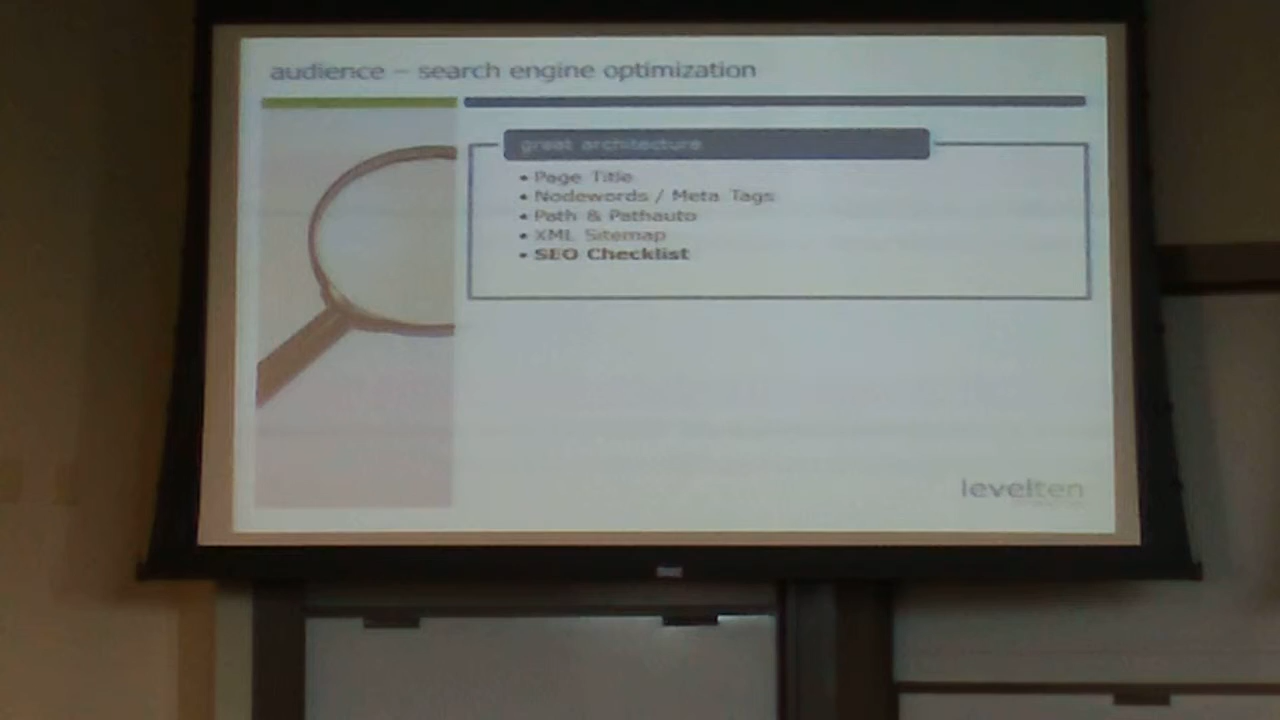 audience – search engine optimization
great architecture
• Page Title
• Nodewords / Meta Tags
• Path & Pathauto
• XML Sitemap
• SEO Checklist
levelten